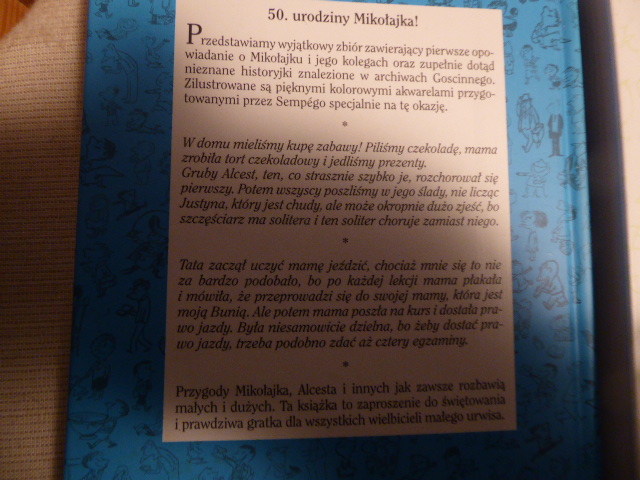 50. urodziny Mikołajka!
Przedstawiamy wyjątkowy zbiór zawierający pierwsze opo-
wiadanie o Mikołajku i jego kolegach oraz zupełnie dotąd
nieznane historyjki znalezione w archiwach Goscinnego.
Zilustrowane są pięknymi kolorowymi akwarelami przygo-
towanymi przez Sempégo specjalnie na tę okazję.
*
W domu mieliśmy kupę zabawy! Piliśmy czekoladę, mama
zrobiła tort czekoladowy i jedliśmy prezenty.
Gruby Alcest, ten, co strasznie szybko je, rozchorował się
pierwszy. Potem wszyscy poszliśmy w jego ślady, nie licząc
Justyna, który jest chudy, ale może okropnie dużo zjeść, bo
szczęściarz ma solitera i ten soliter choruje zamiast niego.
*
Tata zaczął uczyć mamę jeździć, chociaż mnie się to nie
za bardzo podobało, bo po każdej lekcji mama płakała
i mówiła, że przeprowadzi się do swojej mamy, która jest
moją Bunią. Ale potem mama poszła na kurs i dostała pra-
wo jazdy. Była niesamowicie dzielna, bo żeby dostać pra-
wo jazdy, trzeba podobno zdać aż cztery egzaminy.
*
Przygody Mikołajka, Alcesta i innych jak zawsze rozbawią
małych i dużych. Ta książka to zaproszenie do świętowania
i prawdziwa gratka dla wszystkich wielbicieli małego urwisa.